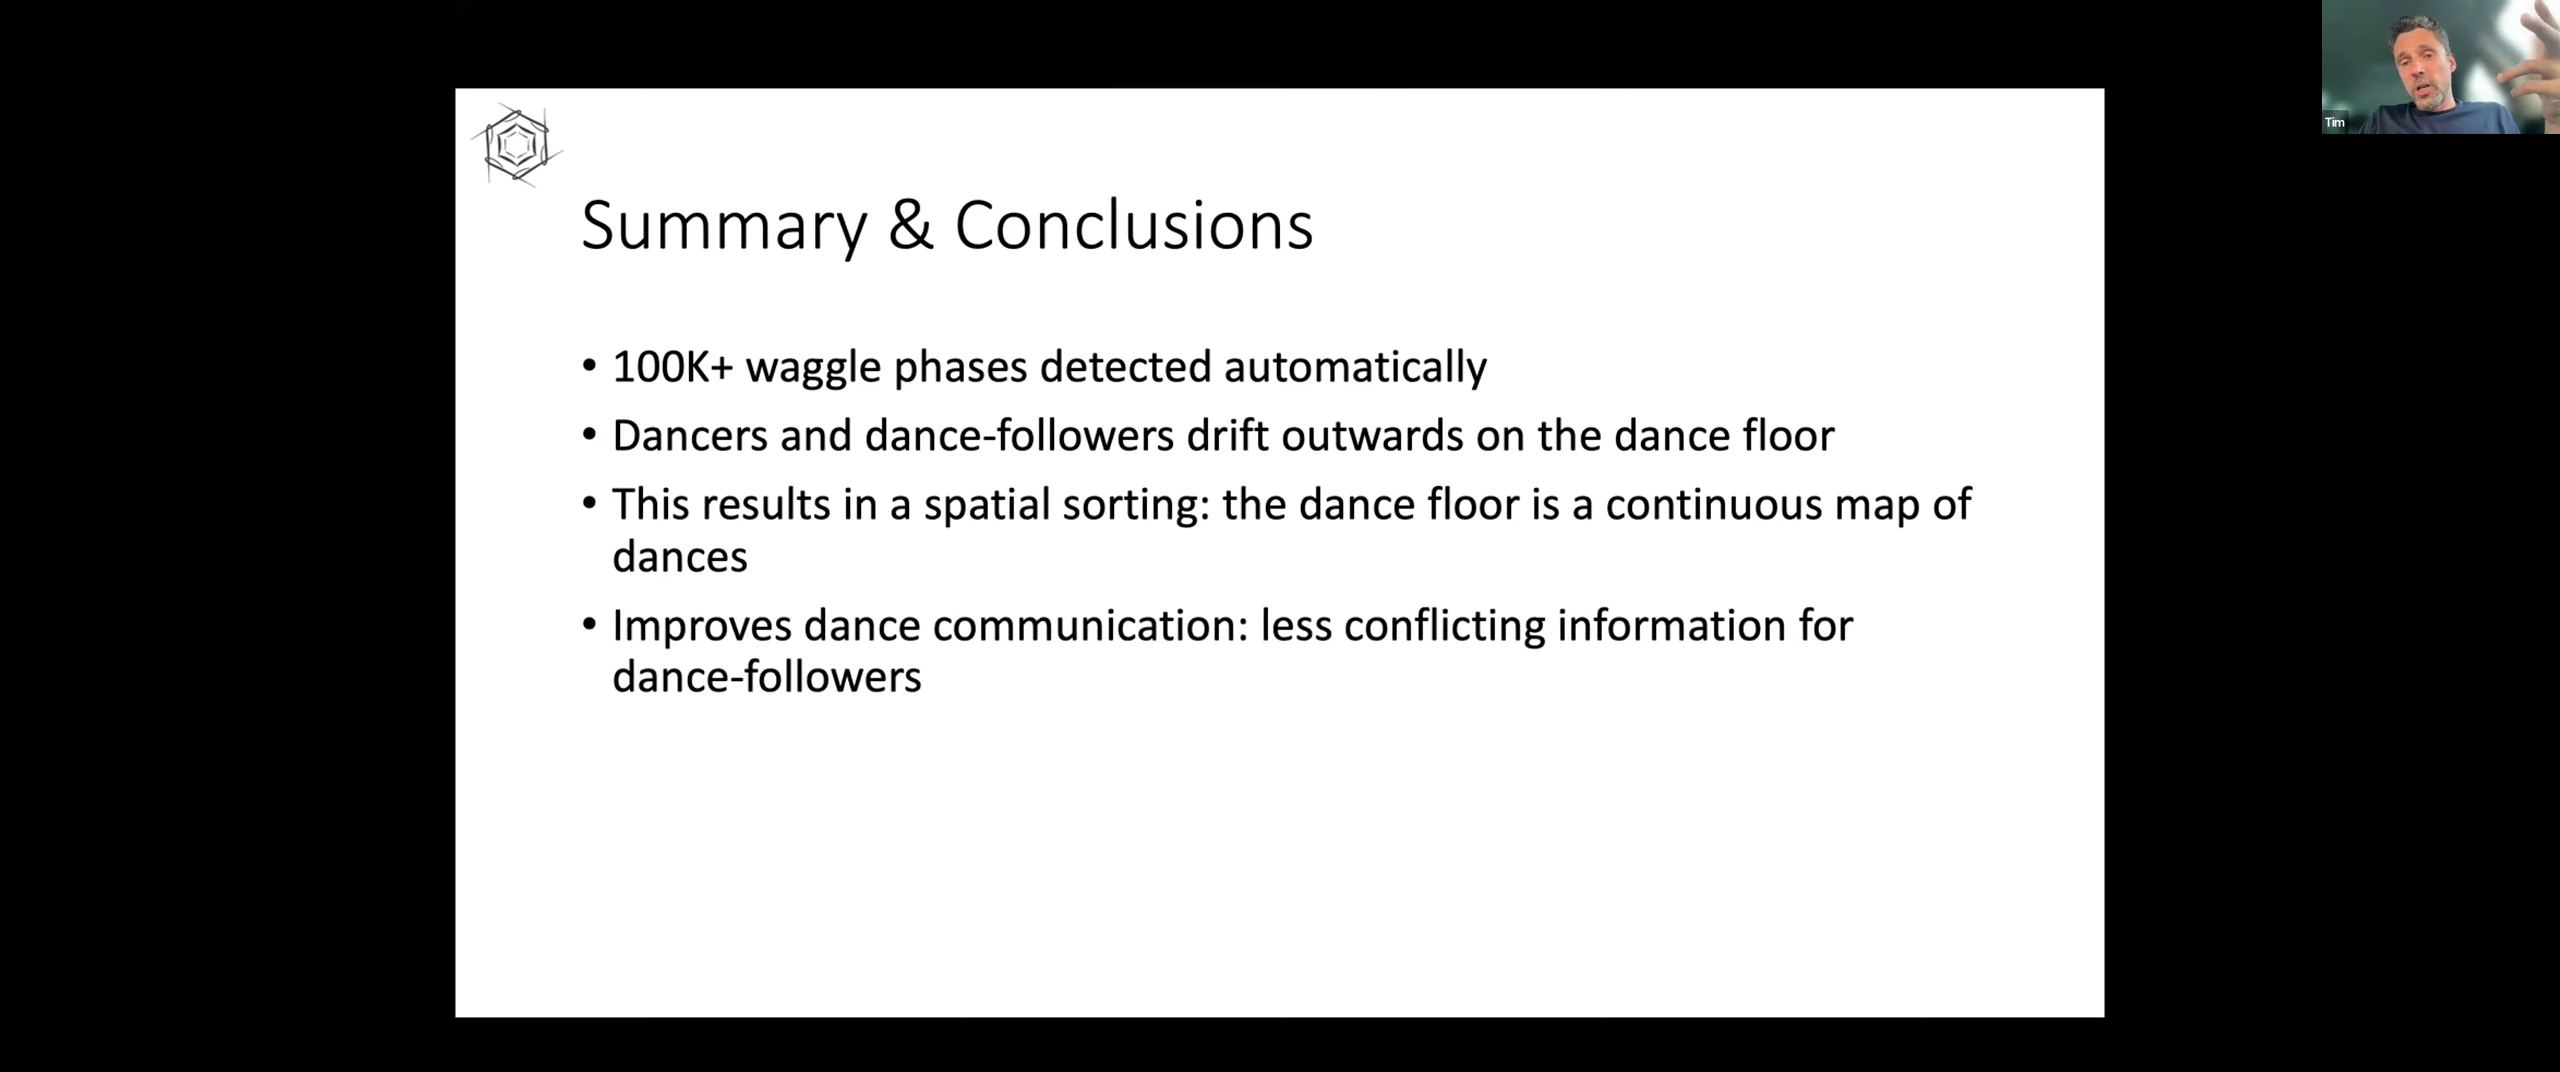 Tim
Summary & Conclusions
• 100K+ waggle phases detected automatically
• Dancers and dance-followers drift outwards on the dance floor
• This results in a spatial sorting: the dance floor is a continuous map of
dances
• Improves dance communication: less conflicting information for
dance-followers